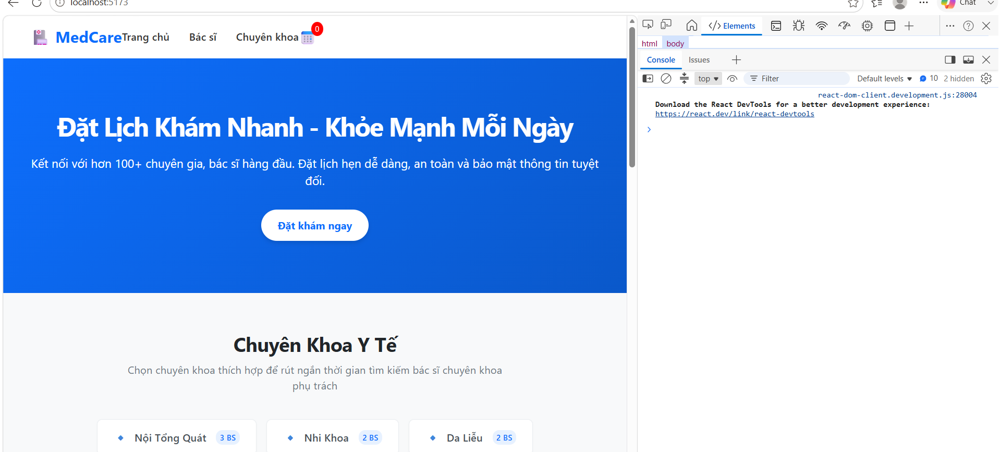 localhost:5173
Chat
MedCare
Trang chủ
Bác sĩ
Chuyên khoa
0
Đặt Lịch Khám Nhanh - Khỏe Mạnh Mỗi Ngày
Kết nối với hơn 100+ chuyên gia, bác sĩ hàng đầu. Đặt lịch hẹn dễ dàng, an toàn và bảo mật thông tin tuyệt
đối.
Đặt khám ngay
Chuyên Khoa Y Tế
Chọn chuyên khoa thích hợp để rút ngắn thời gian tìm kiếm bác sĩ chuyên khoa
phụ trách
Nội Tổng Quát 3 BS
Nhi Khoa 2 BS
Da Liễu 2 BS
Elements
html body
Console Issues
top Filter Default levels 10 2 hidden
react-dom-client.development.js:28004
Download the React DevTools for a better development experience:
https://react.dev/link/react-devtools